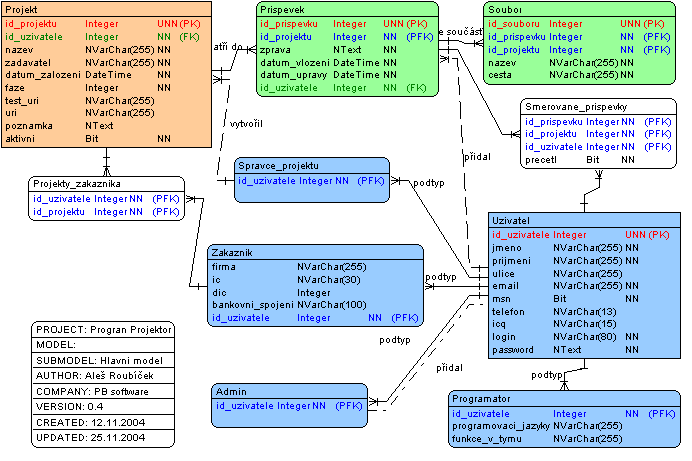 Projekt
id_projektu Integer UNN (PK)
id_uzivatele Integer NN (FK)
nazev NVarChar(255) NN
zadavatel NVarChar(255) NN
datum_zalozeni DateTime NN
faze Integer NN
test_uri NVarChar(255)
uri NVarChar(255)
poznamka NText
aktivni Bit NN
patří do
Prispevek
id_prispevku Integer UNN (PK)
id_projektu Integer NN (PFK)
zprava NText NN
datum_vlozeni DateTime NN
datum_upravy DateTime NN
id_uzivatele Integer NN (FK)
je součástí
Soubor
id_souboru Integer UNN (PK)
id_prispevku Integer NN (PFK)
id_projektu Integer NN (PFK)
nazev NVarChar(255) NN
cesta NVarChar(255) NN
Smerovane_prispevky
id_prispevku Integer NN (PFK)
id_projektu Integer NN (PFK)
id_uzivatele Integer NN (PFK)
precetl Bit NN
vytvořil
přidal
Spravce_projektu
id_uzivatele Integer NN (PFK)
podtyp
Projekty_zakaznika
id_uzivatele Integer NN (PFK)
id_projektu Integer NN (PFK)
Uzivatel
id_uzivatele Integer UNN (PK)
jmeno NVarChar(255) NN
prijmeni NVarChar(255) NN
ulice NVarChar(255)
email NVarChar(255) NN
msn Bit NN
telefon NVarChar(13)
icq NVarChar(15)
login NVarChar(80) NN
password NText NN
Zakaznik
firma NVarChar(255)
ic NVarChar(30)
dic Integer
bankovni_spojeni NVarChar(100)
id_uzivatele Integer NN (PFK)
podtyp
podtyp
přidal
Admin
id_uzivatele Integer NN (PFK)
podtyp
Programator
id_uzivatele Integer NN (PFK)
programovaci_jazyky NVarChar(255)
funkce_v_tymu NVarChar(255)
PROJECT: Progran Projektor
MODEL:
SUBMODEL: Hlavni model
AUTHOR: Aleš Roubíček
COMPANY: PB software
VERSION: 0.4
CREATED: 12.11.2004
UPDATED: 25.11.2004